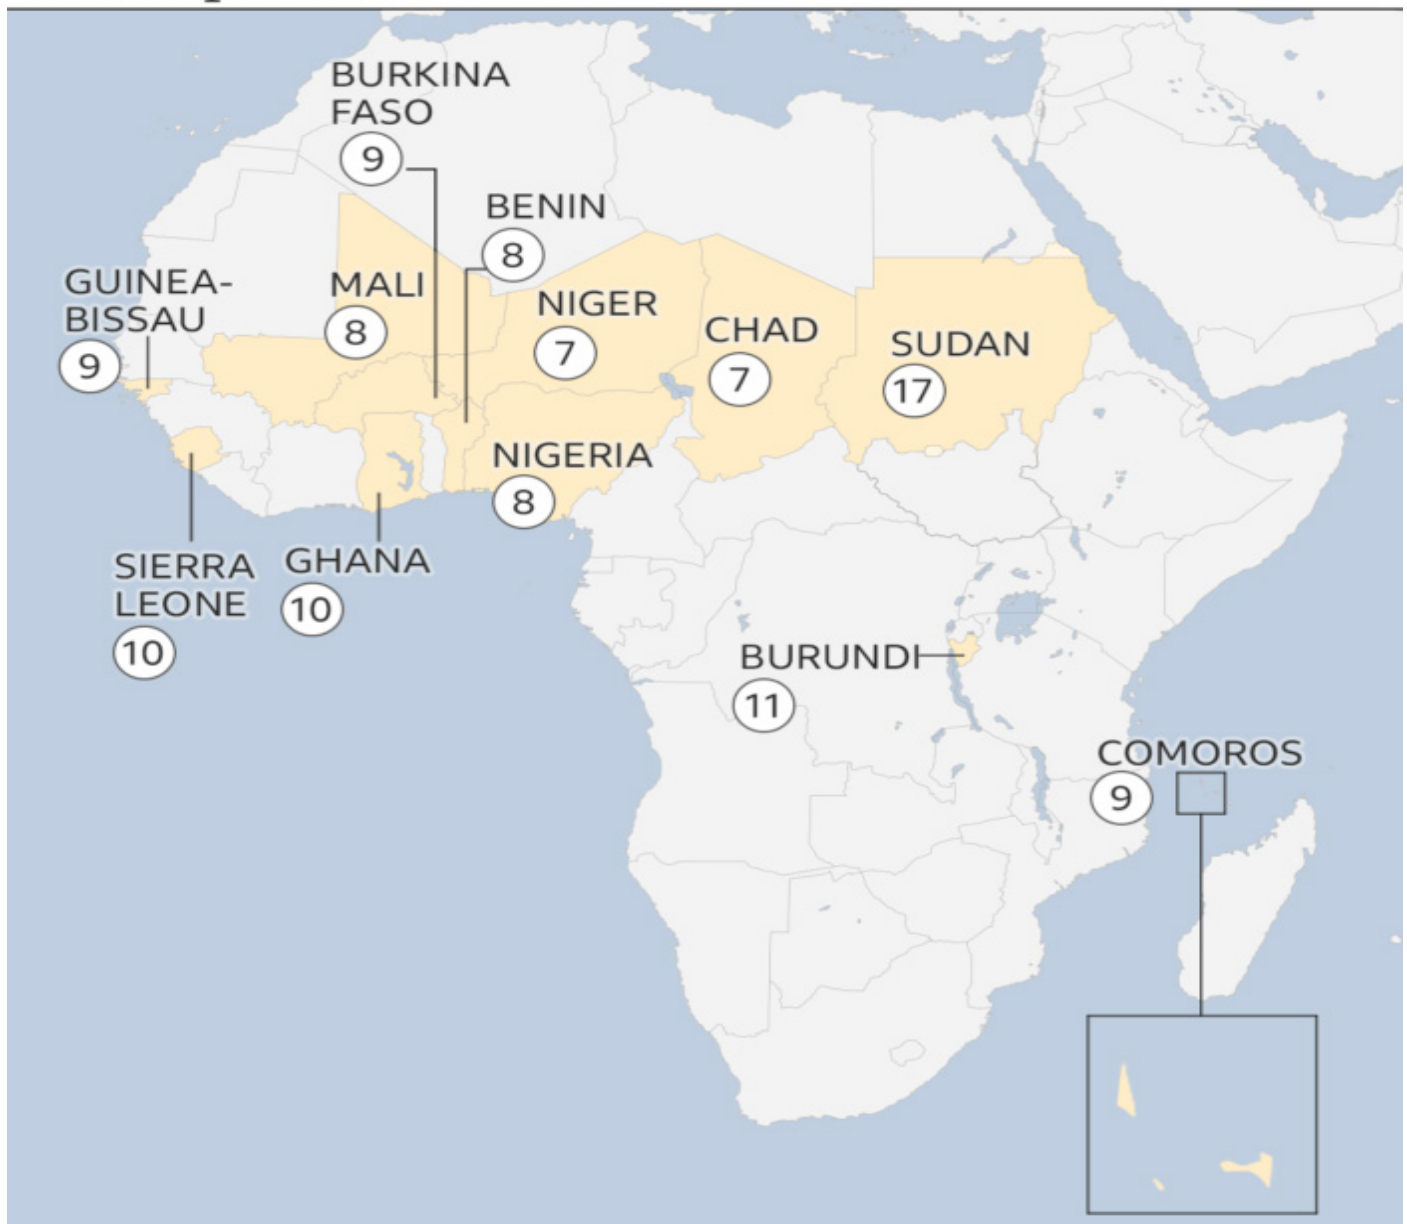 BURKINA
FASO
9
BENIN
8
GUINEA-
BISSAU
9
MALI
8
NIGER
7
CHAD
7
SUDAN
17
NIGERIA
8
SIERRA
LEONE
10
GHANA
10
BURUNDI
11
COMOROS
9